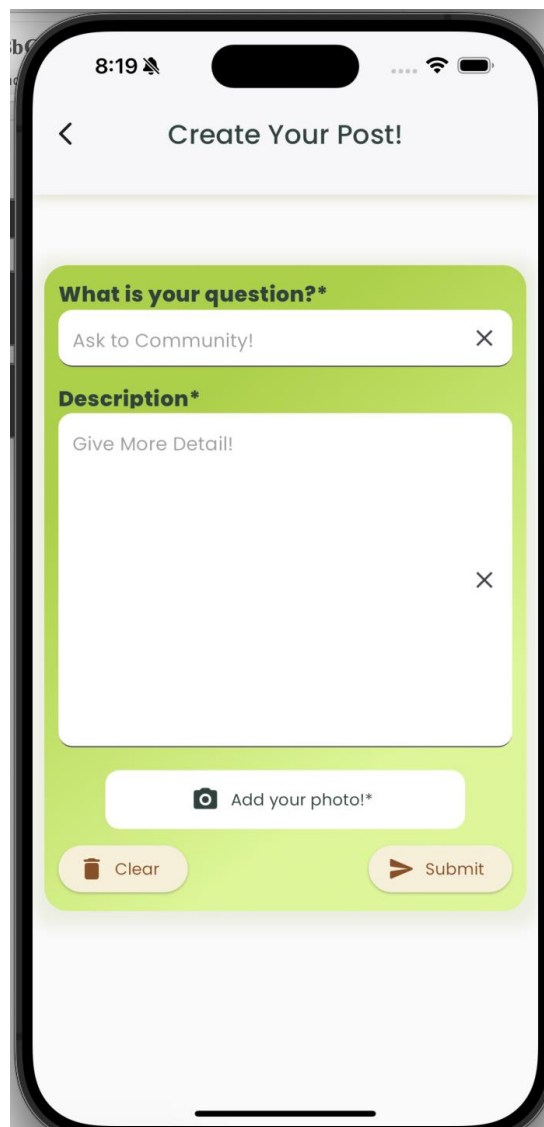 8:19
Create Your Post!
What is your question?*
Ask to Community!
Description*
Give More Detail!
Add your photo!*
Clear
Submit